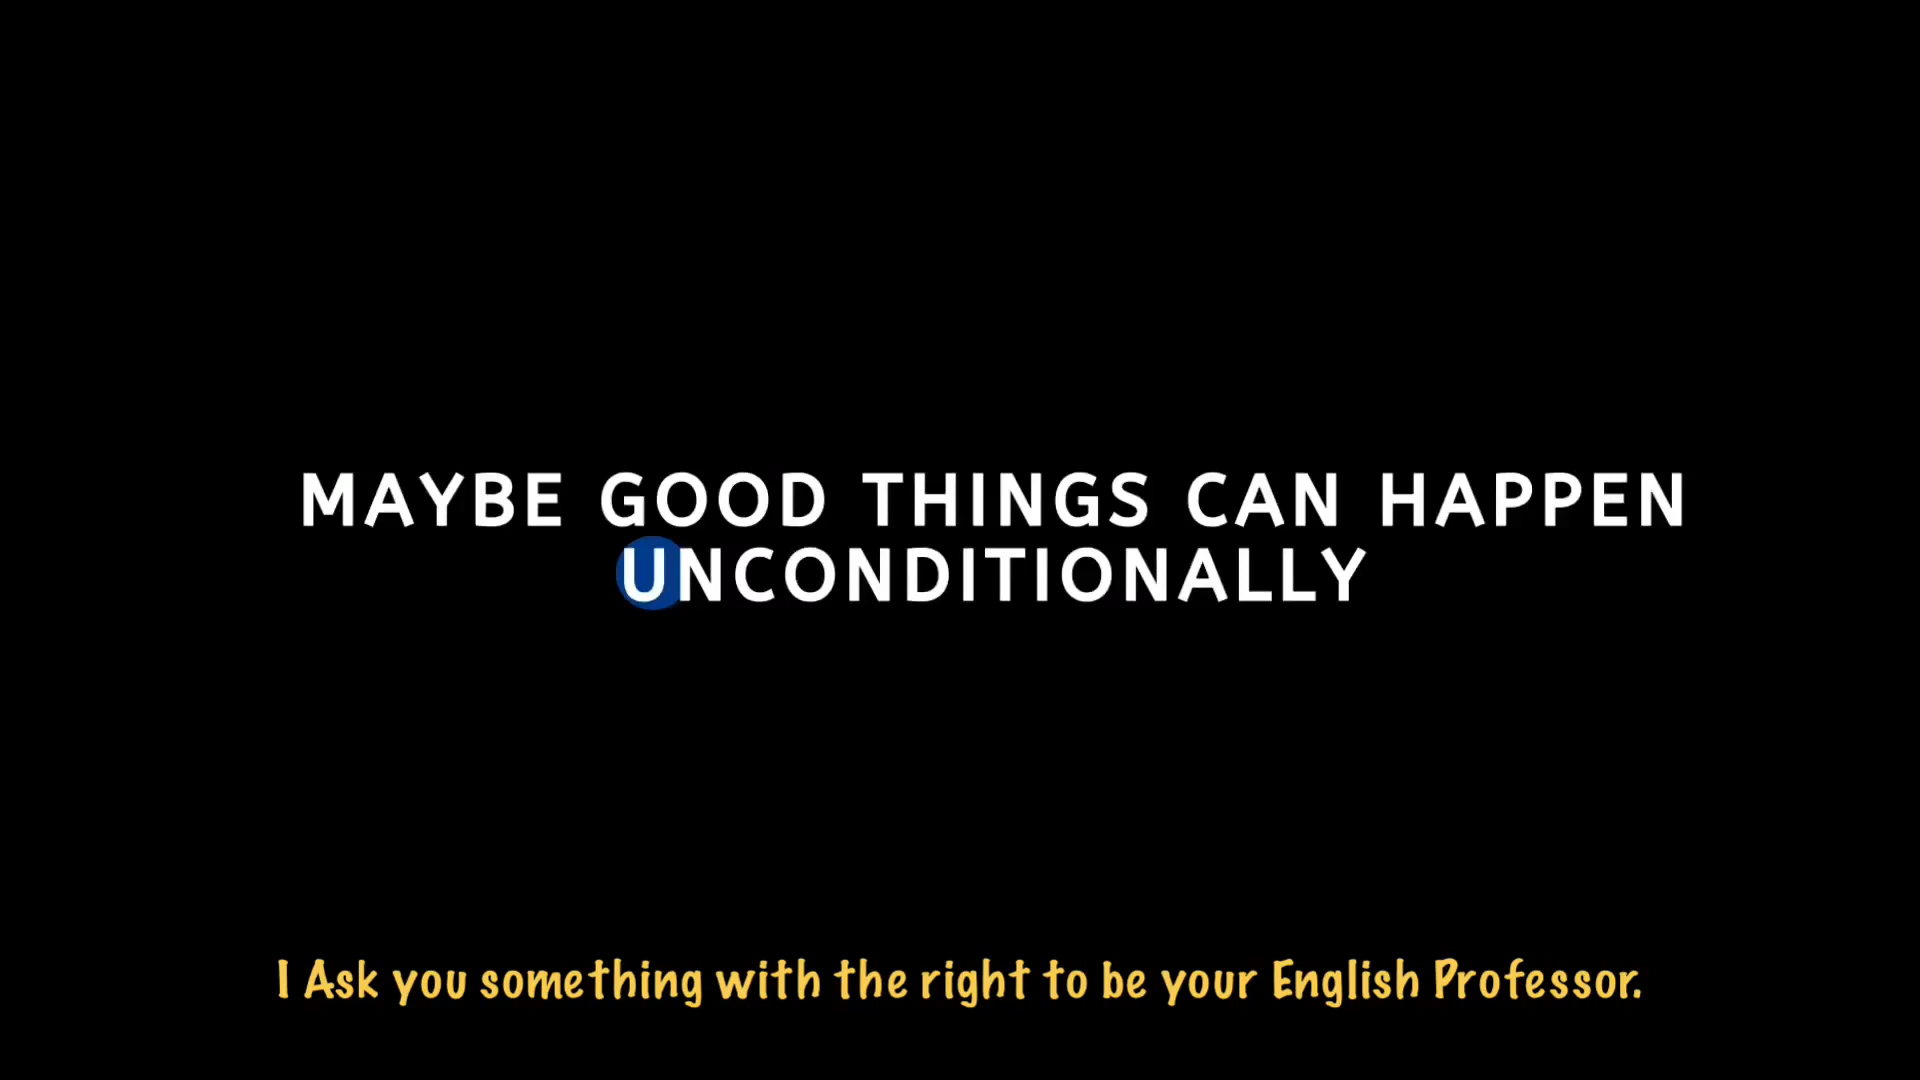 MAYBE GOOD THINGS CAN HAPPEN
UNCONDITIONALLY
I Ask you something with the right to be your English Professor.